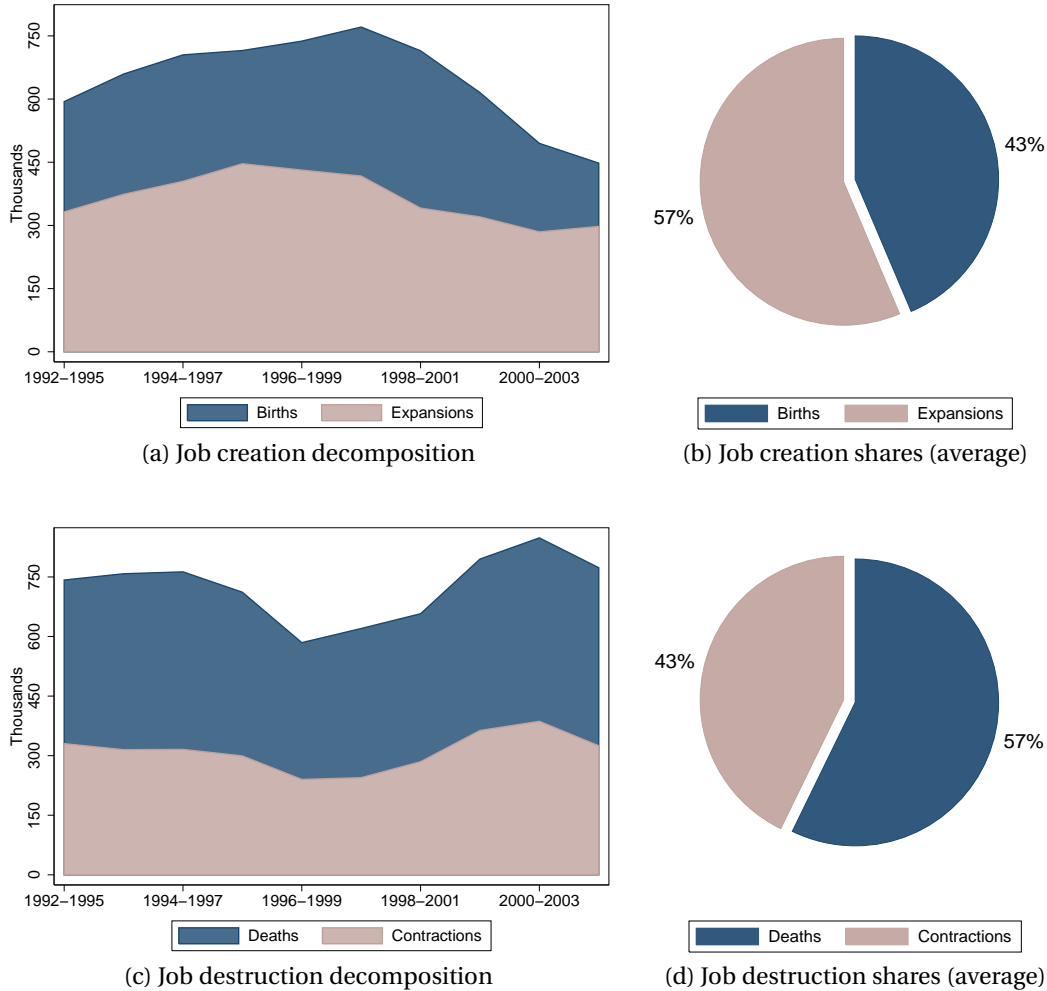 750
600
450
300
150
0
Thousands
1992–1995
1994–1997
1996–1999
1998–2001
2000–2003
Births
Expansions
(a) Job creation decomposition
43%
57%
Births
Expansions
(b) Job creation shares (average)
750
600
450
300
150
0
Thousands
1992–1995
1994–1997
1996–1999
1998–2001
2000–2003
Deaths
Contractions
(c) Job destruction decomposition
43%
57%
Deaths
Contractions
(d) Job destruction shares (average)